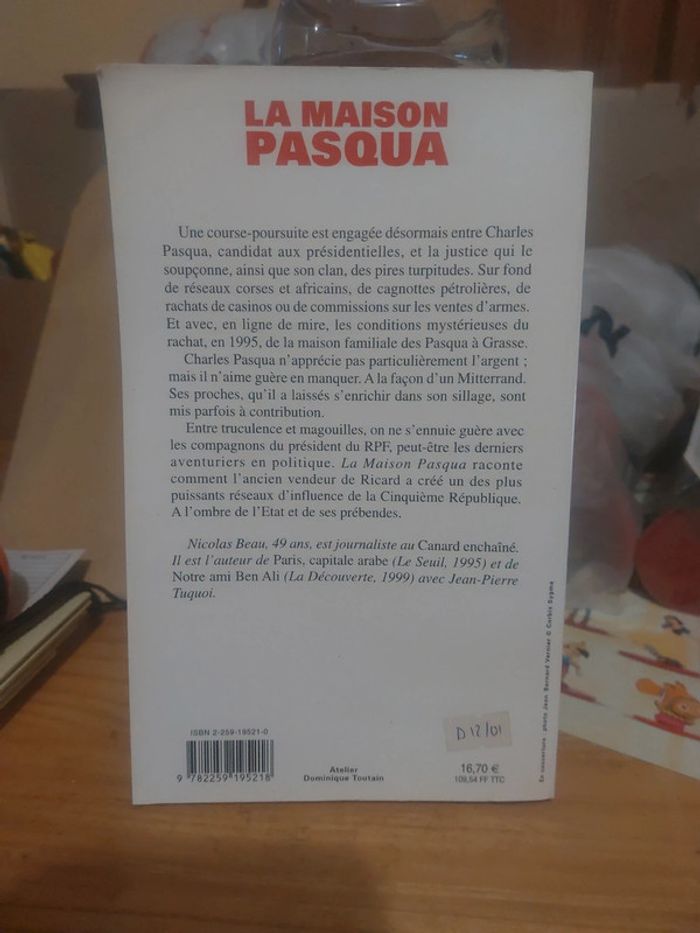 LA MAISON
PASQUA
Une course-poursuite est engagée désormais entre Charles
Pasqua, candidat aux présidentielles, et la justice qui le
soupçonne, ainsi que son clan, des pires turpitudes. Sur fond
de réseaux corses et africains, de cagnottes pétrolières, de
rachats de casinos ou de commissions sur les ventes d'armes.
Et avec, en ligne de mire, les conditions mystérieuses du
rachat, en 1995, de la maison familiale des Pasqua à Grasse.
Charles Pasqua n'apprécie pas particulièrement l'argent ;
mais il n'aime guère en manquer. A la façon d'un Mitterrand.
Ses proches, qu'il a laissés s'enrichir dans son sillage, sont
mis parfois à contribution.
Entre truculence et magouilles, on ne s'ennuie guère avec
les compagnons du président du RPF, peut-être les derniers
aventuriers en politique. La Maison Pasqua raconte
comment l'ancien vendeur de Ricard a créé un des plus
puissants réseaux d'influence de la Cinquième République.
A l'ombre de l'Etat et de ses prébendes.
Nicolas Beau, 49 ans, est journaliste au Canard enchaîné.
Il est l'auteur de Paris, capitale arabe (Le Seuil, 1995) et de
Notre ami Ben Ali (La Découverte, 1999) avec Jean-Pierre
Tuquoi.
En couverture : photo Jean Bernard Vernier © Corbis Sygma
ISBN 2-259-19521-0
9 782259 195218
Atelier
Dominique Toutain
D 12/01
16,70 €
109,54 FF TTC